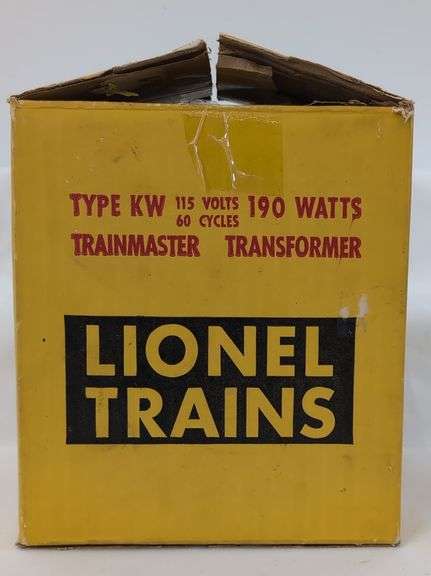 TYPE KW 115 VOLTS 60 CYCLES 190 WATTS
TRAINMASTER TRANSFORMER
LIONEL
TRAINS